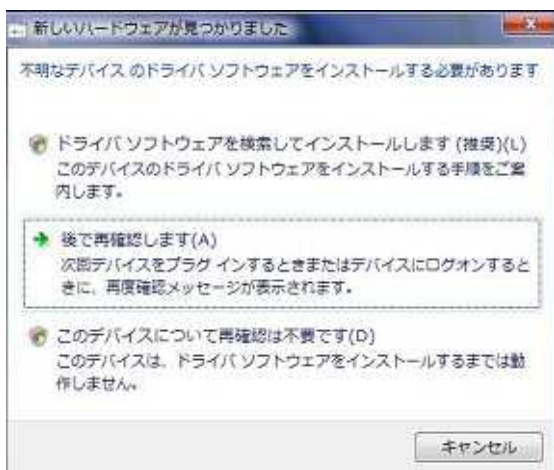 新しいハードウェアが見つかりました
不明なデバイス のドライバ ソフトウェアをインストールする必要があります
ドライバ ソフトウェアを検索してインストールします (推奨)(L)
このデバイスのドライバ ソフトウェアをインストールする手順をご案
内します。
後で再確認します(A)
次回デバイスをプラグ インするときまたはデバイスにログオンすると
きに、再度確認メッセージが表示されます。
このデバイスについて再確認は不要です(D)
このデバイスは、ドライバ ソフトウェアをインストールするまでは動
作しません。
キャンセル